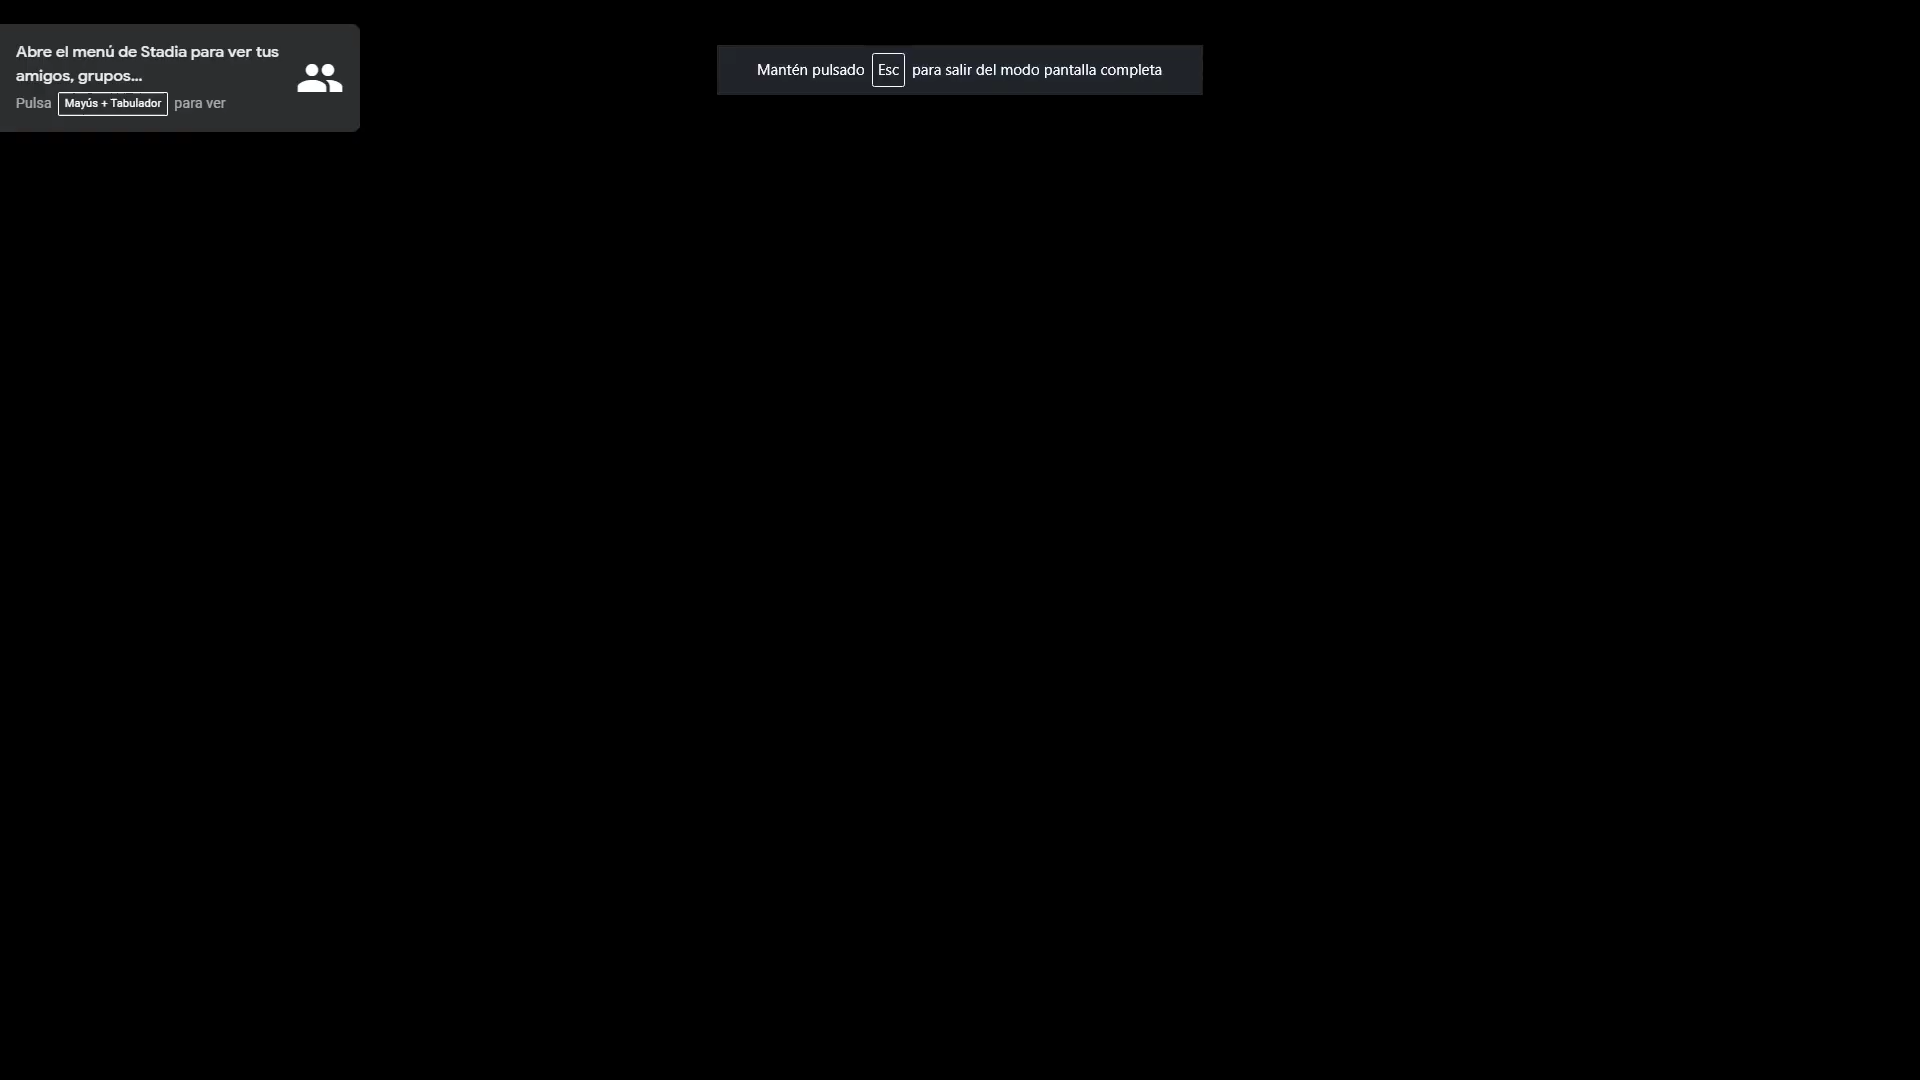 Abre el menú de Stadia para ver tus
amigos, grupos...
Pulsa Mayús + Tabulador para ver
Mantén pulsado Esc para salir del modo pantalla completa